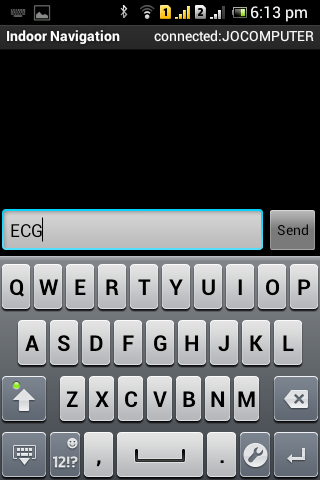 1 2 6:13 pm
Indoor Navigation connected:JOCOMPUTER
ECG Send
Q W E R T Y U I O P
A S D F G H J K L
Z X C V B N M
12!? , .